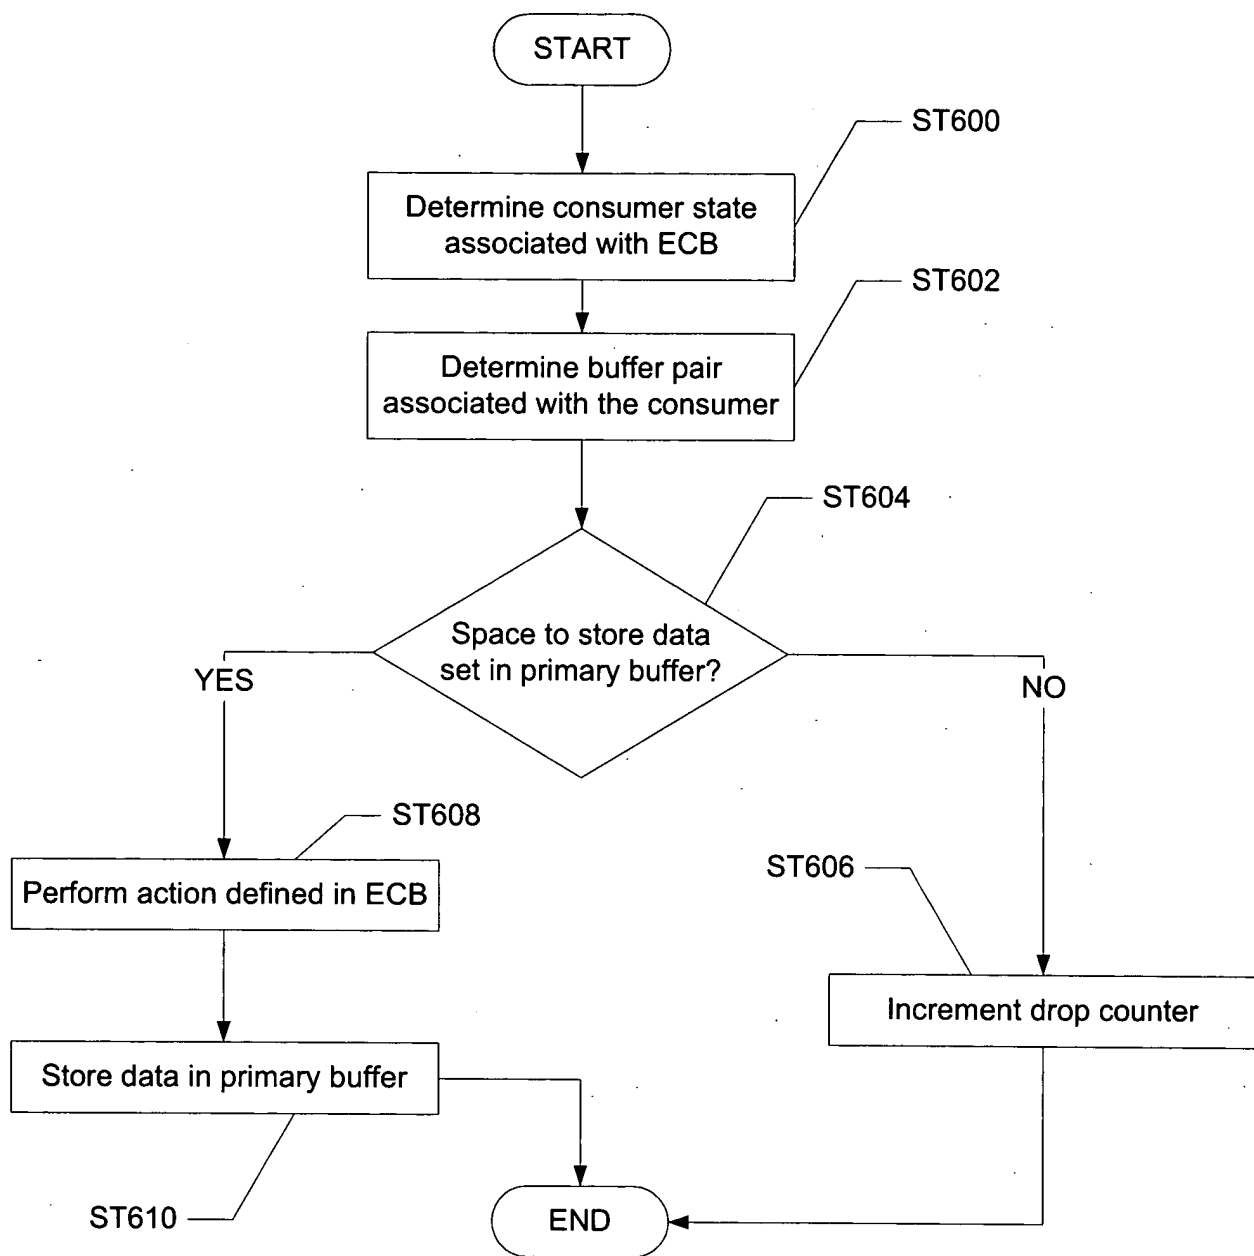 START
ST600
Determine consumer state
associated with ECB
ST602
Determine buffer pair
associated with the consumer
ST604
Space to store data
set in primary buffer?
YES
NO
ST608
Perform action defined in ECB
ST606
Increment drop counter
Store data in primary buffer
ST610
END